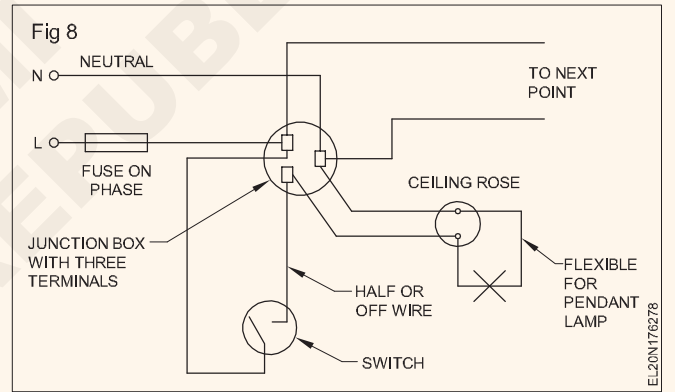 Fig 8
NEUTRAL
N
TO NEXT
POINT
L
FUSE ON
PHASE
CEILING ROSE
JUNCTION BOX
WITH THREE
TERMINALS
FLEXIBLE
FOR
PENDANT
LAMP
HALF OR
OFF WIRE
SWITCH
EL20N176278